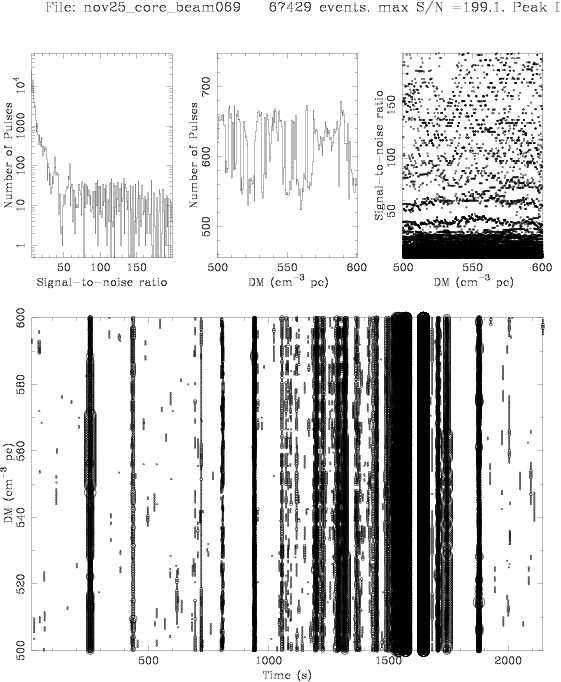 File: nov25_core_beam069 67429 events. max S/N =199.1. Peak
Number of Pulses
10⁴
1000
100
10
1
50 100 150
Signal-to-noise ratio
Number of Pulses
700
600
500
500 550 600
DM (cm⁻³ pc)
Signal-to-noise ratio
150
100
50
500 550 600
DM (cm⁻³ pc)
DM (cm⁻³ pc)
600
580
560
540
520
500
500 1000 1500 2000
Time (s)